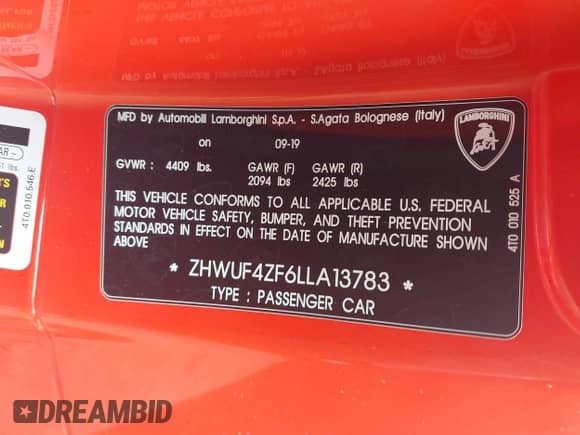 MFD by Automobili Lamborghini S.p.A. - S.Agata Bolognese (Italy)
on 09-19
GVWR : 4409 lbs. GAWR (F) GAWR (R)
2094 lbs 2425 lbs
THIS VEHICLE CONFORMS TO ALL APPLICABLE U.S. FEDERAL
MOTOR VEHICLE SAFETY, BUMPER, AND THEFT PREVENTION
STANDARDS IN EFFECT ON THE DATE OF MANUFACTURE SHOWN
ABOVE
* ZHWUF4ZF6LLA13783 *
TYPE : PASSENGER CAR
LAMBORGHINI
4T0 010 525 A
4T0.010.546.E
AR -
lbs.
DREAMBID